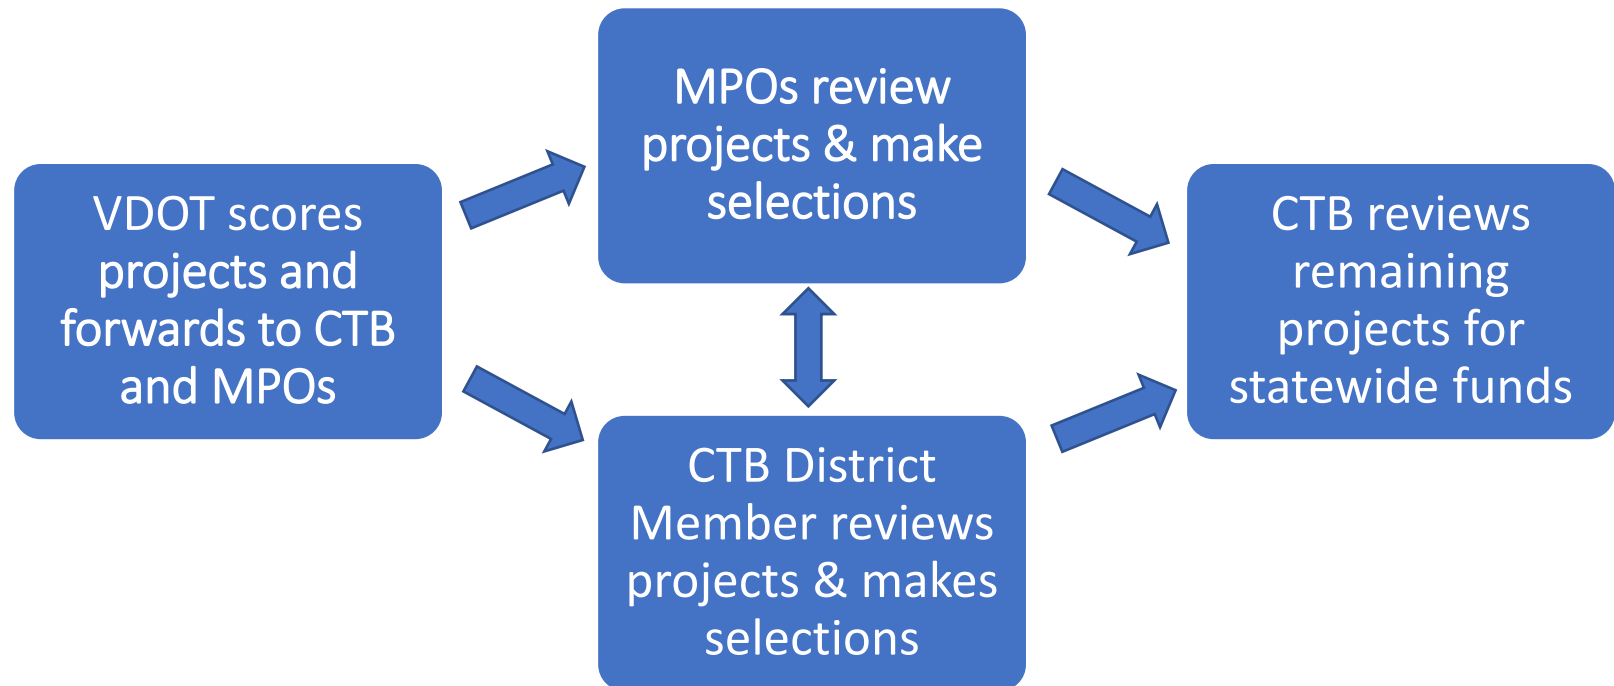 VDOT scores
projects and
forwards to CTB
and MPOs
MPOs review
projects & make
selections
CTB District
Member reviews
projects & makes
selections
CTB reviews
remaining
projects for
statewide funds